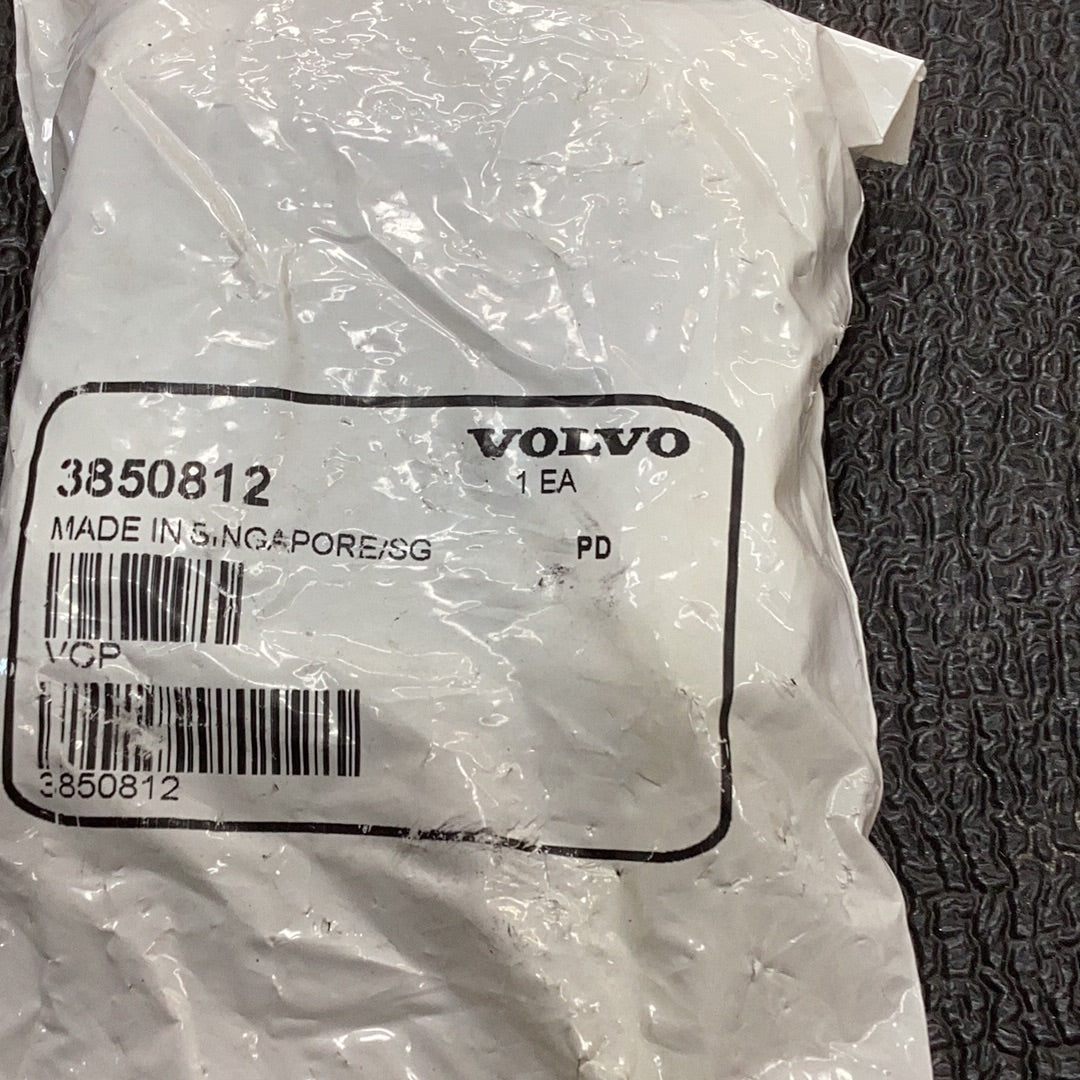 VOLVO
3850812
1 EA
MADE IN SINGAPORE/SG
PD
VCP
3850812